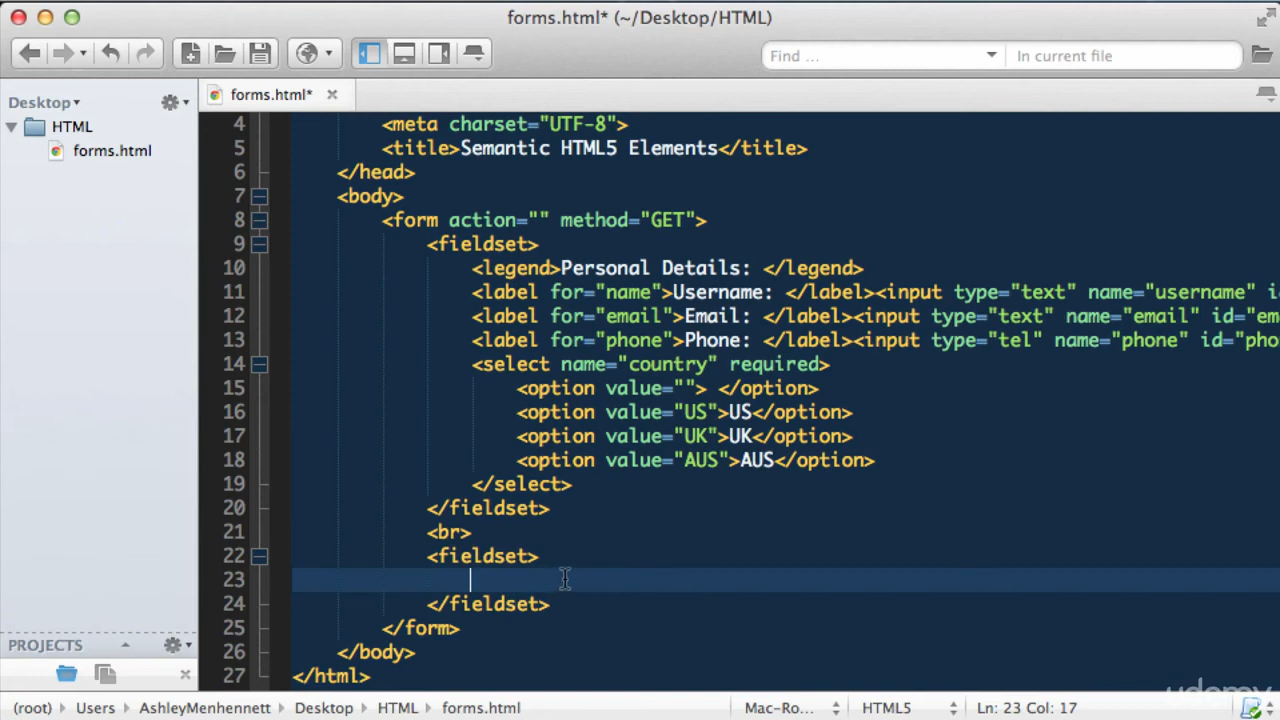 forms.html* (~/Desktop/HTML)
Find ...
In current file
Desktop
forms.html*
HTML
forms.html
4 <meta charset="UTF-8">
5 <title>Semantic HTML5 Elements</title>
6 </head>
7 <body>
8 <form action="" method="GET">
9 <fieldset>
10 <legend>Personal Details: </legend>
11 <label for="name">Username: </label><input type="text" name="username" i
12 <label for="email">Email: </label><input type="text" name="email" id="em
13 <label for="phone">Phone: </label><input type="tel" name="phone" id="pho
14 <select name="country" required>
15 <option value=""> </option>
16 <option value="US">US</option>
17 <option value="UK">UK</option>
18 <option value="AUS">AUS</option>
19 </select>
20 </fieldset>
21 <br>
22 <fieldset>
23
24 </fieldset>
25 </form>
26 </body>
27 </html>
PROJECTS
udemy
(root) Users AshleyMenhennett Desktop HTML forms.html
Mac-Ro... HTML5 Ln: 23 Col: 17